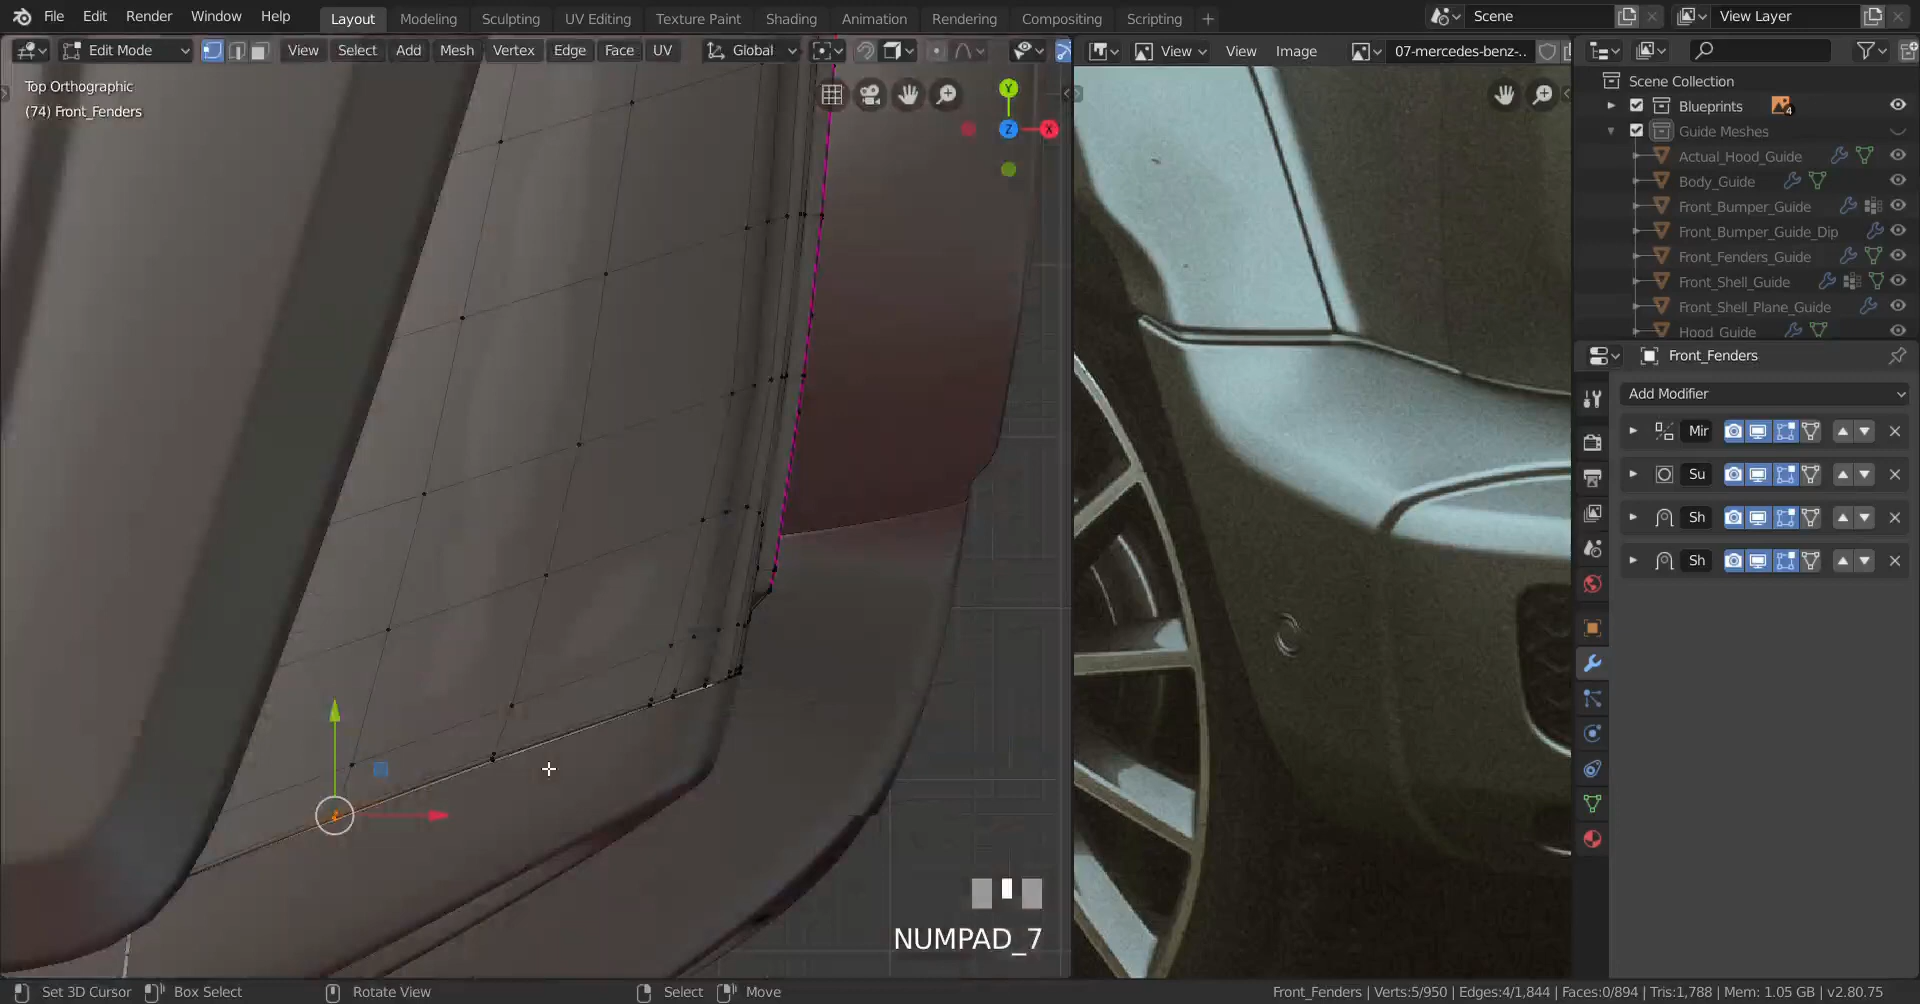 File Edit Render Window Help Layout Modeling Sculpting UV Editing Texture Paint Shading Animation Rendering Compositing Scripting + Scene View Layer
Edit Mode View Select Add Mesh Vertex Edge Face UV Global View View Image 07-mercedes-benz-..
Top Orthographic
(74) Front_Fenders
Y
Z
X
Scene Collection
Blueprints 4
Guide Meshes
Actual_Hood_Guide
Body_Guide
Front_Bumper_Guide
Front_Bumper_Guide_Dip
Front_Fenders_Guide
Front_Shell_Guide
Front_Shell_Plane_Guide
Hood_Guide
Front_Fenders
Add Modifier
Mir
Su
Sh
Sh
NUMPAD_7
Set 3D Cursor Box Select Rotate View Select Move Front_Fenders | Verts:5/950 | Edges:4/1,844 | Faces:0/894 | Tris:1,788 | Mem: 1.05 GB | v2.80.75